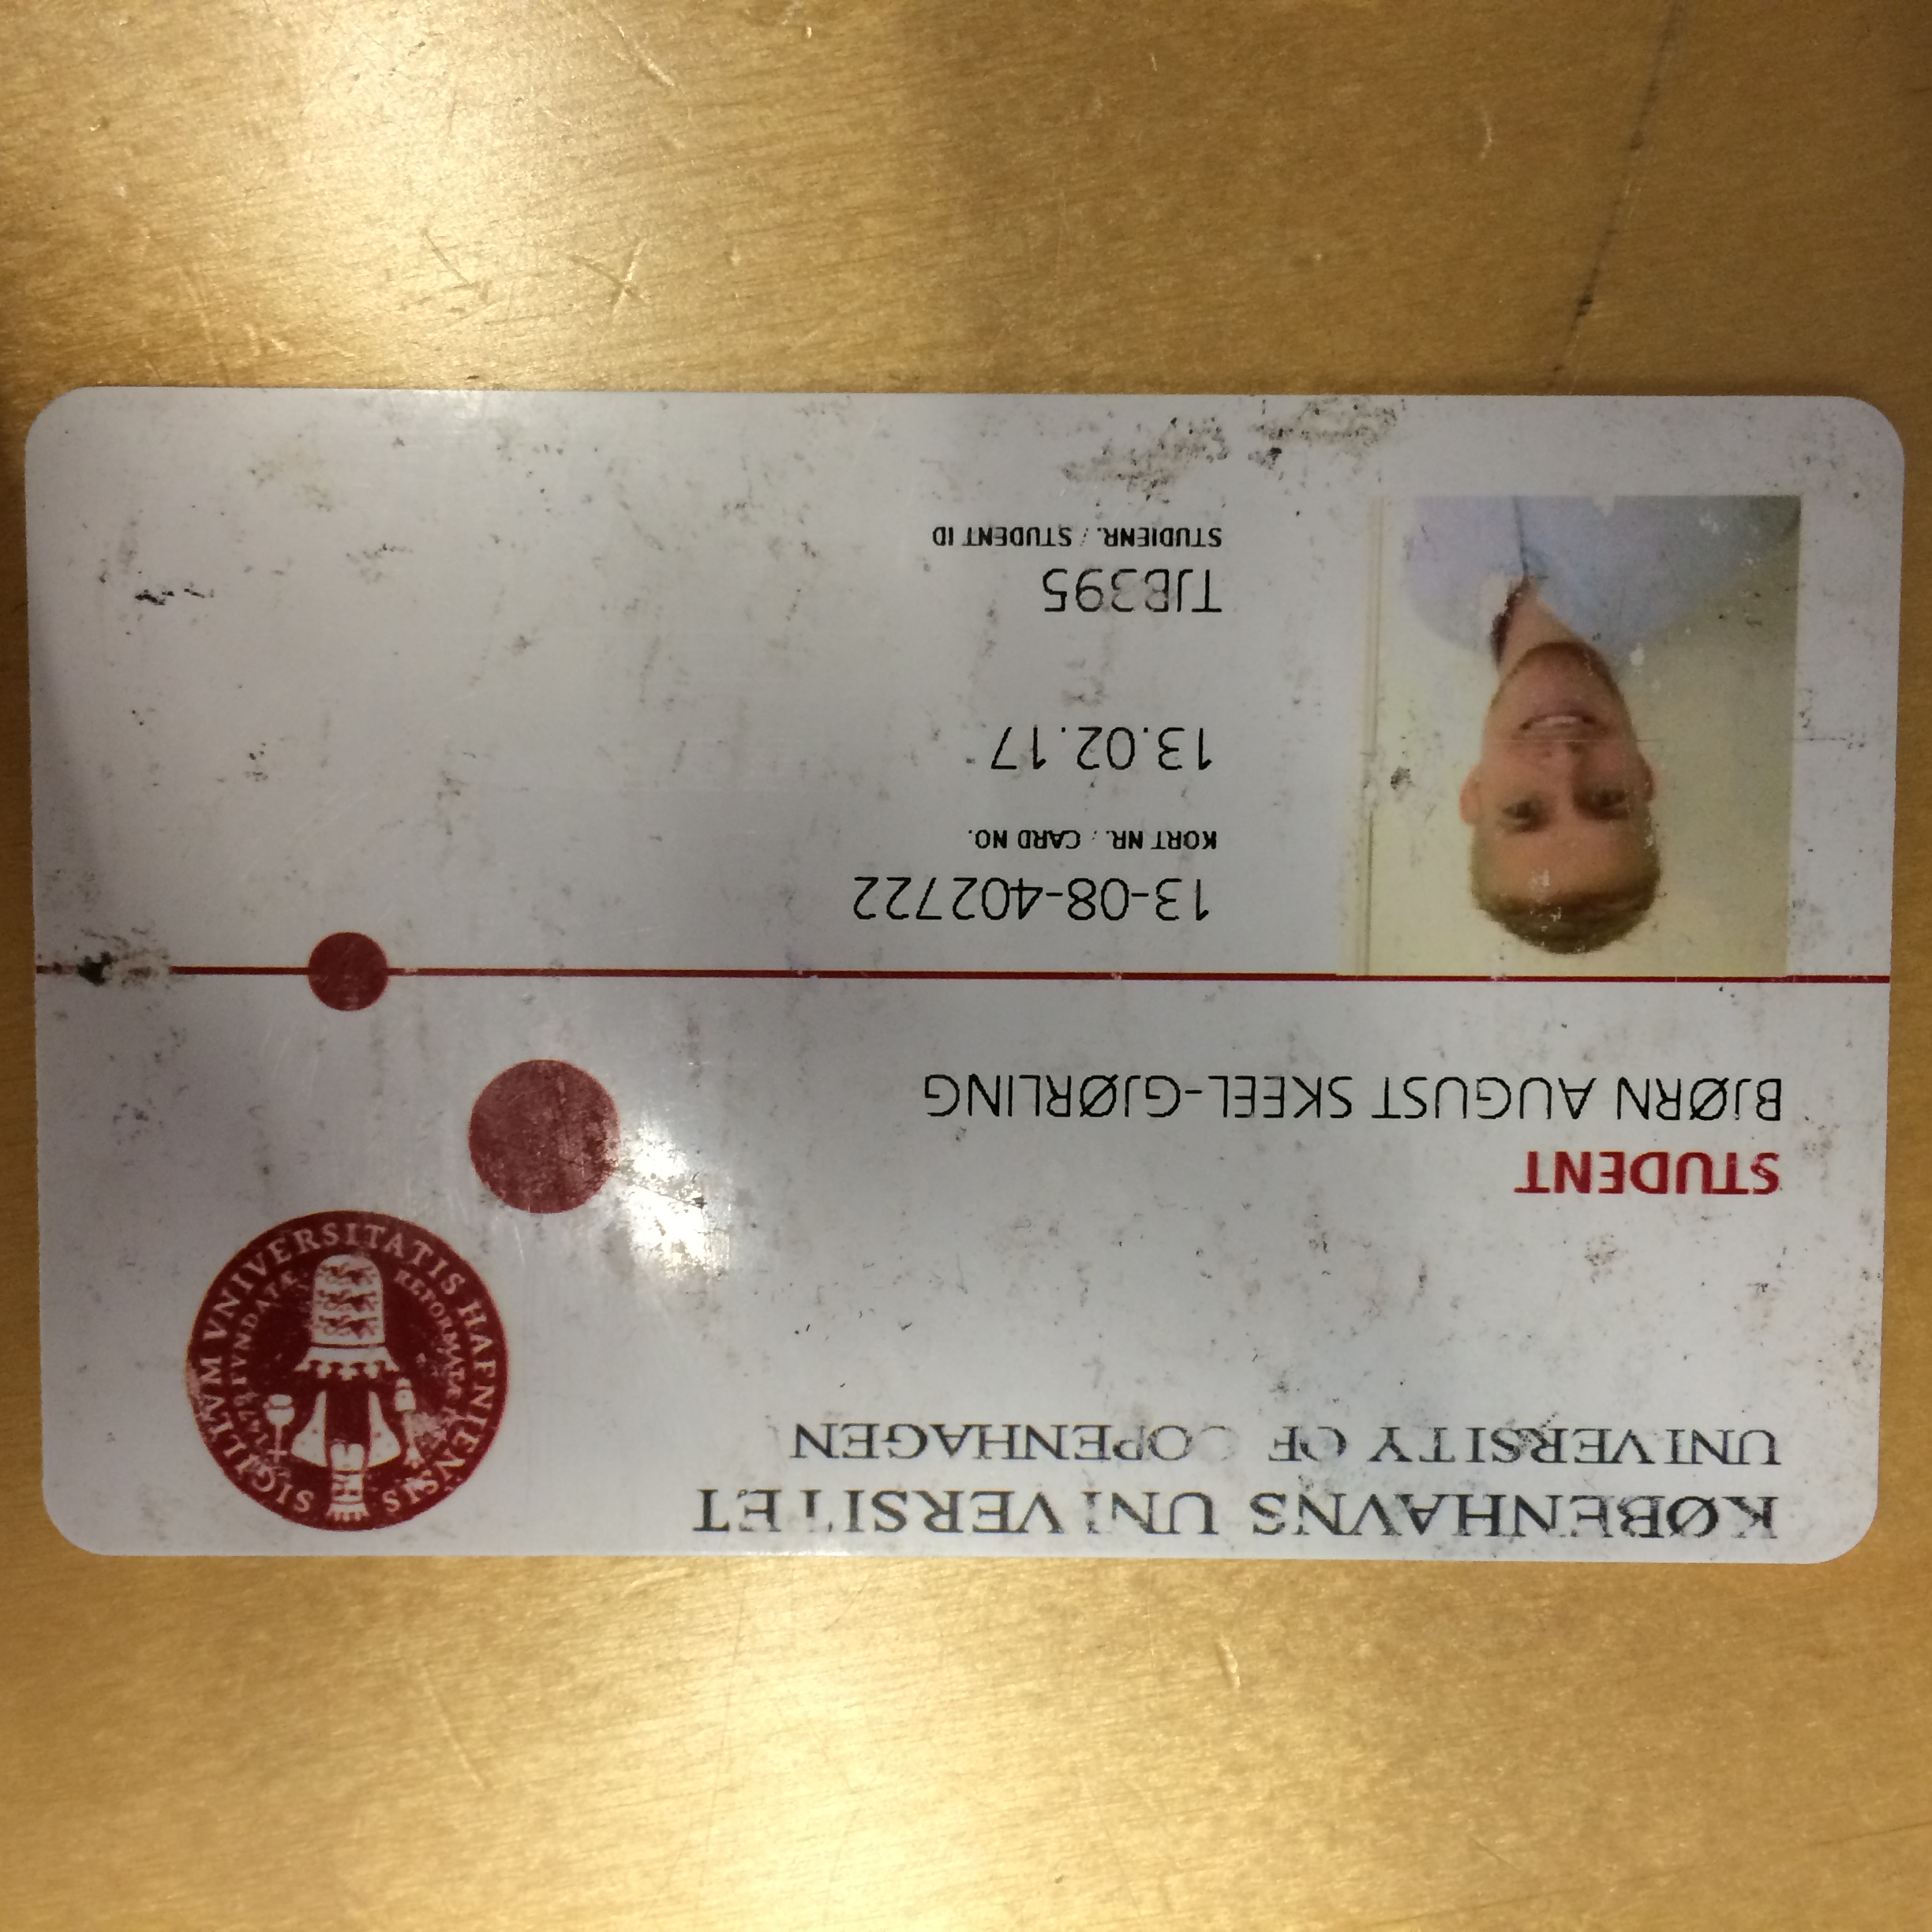 KØBENHAVNS UNIVERSITET
UNIVERSITY OF COPENHAGEN
SIGILLVM VNIVERSITATIS HAFNIENSIS
1479 FVNDATÆ
REFORMATÆ
STUDENT
BJØRN AUGUST SKEEL-GJØRLING
13-08-402722
KORT NR. / CARD NO.
13.02.17
TJB395
STUDIENR. / STUDENT ID